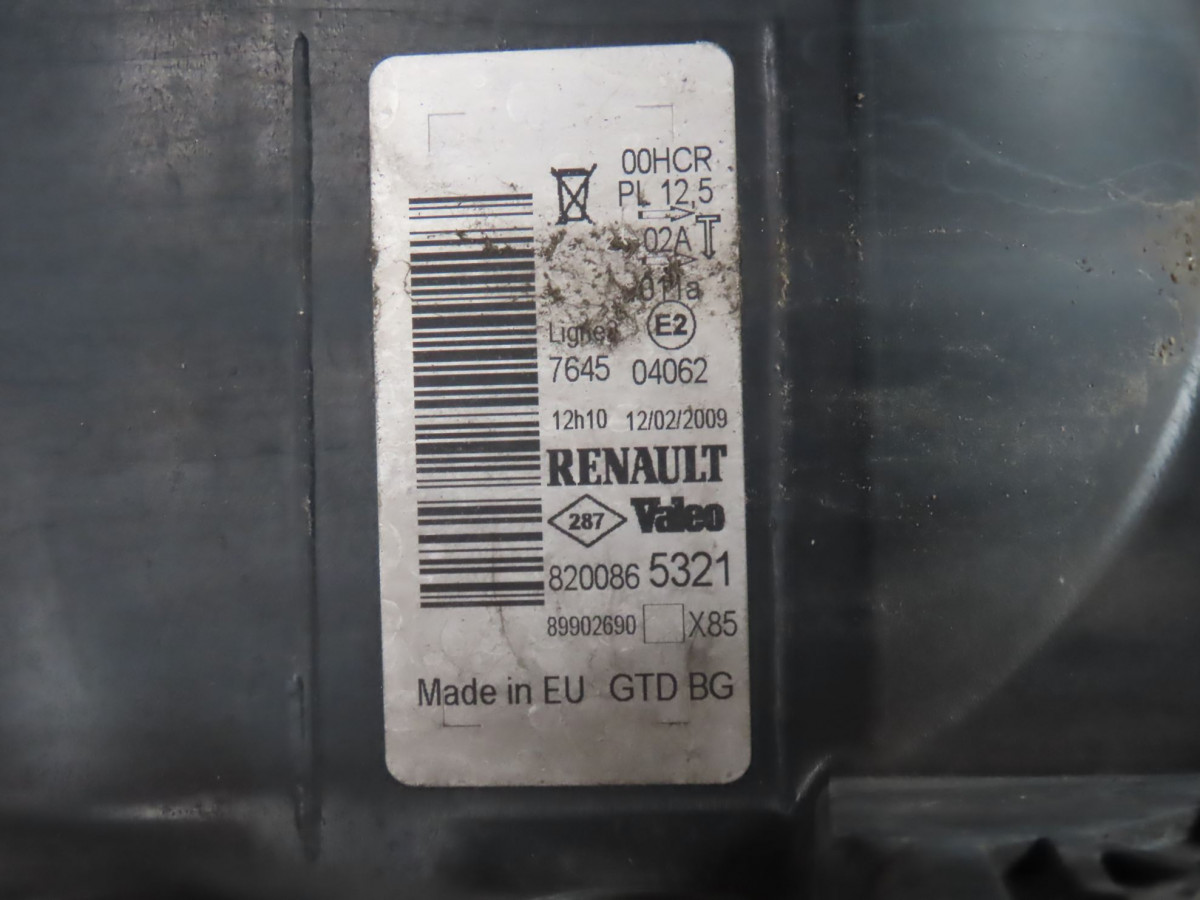 00HCR
PL 12,5
02A
011a
Ligne
E2
7645 04062
12h10 12/02/2009
RENAULT
287 Valeo
820086 5321
89902690 X85
Made in EU GTD BG